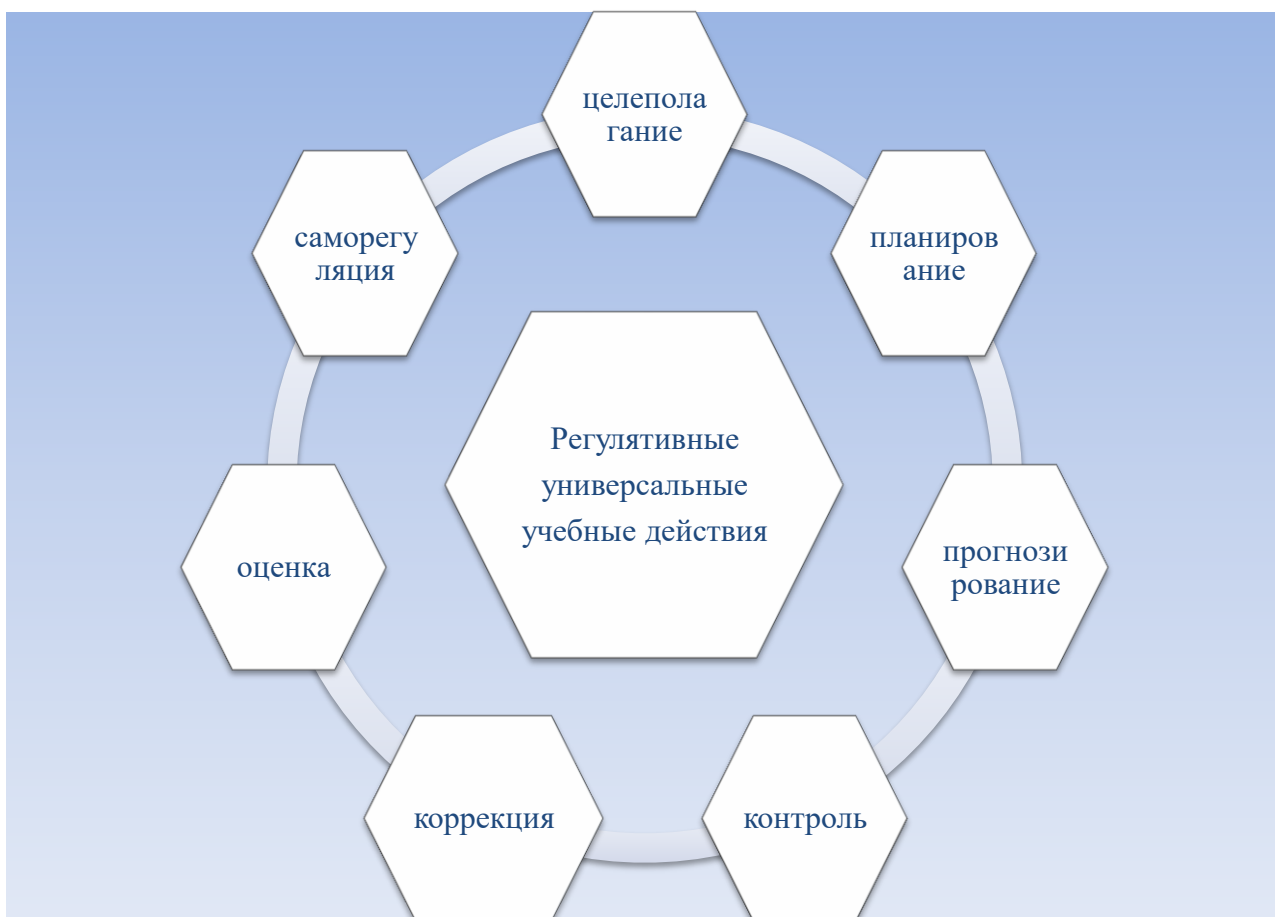 целепола
гание
планиров
ание
прогнози
рование
контроль
коррекция
оценка
саморегу
ляция
Регулятивные
универсальные
учебные действия